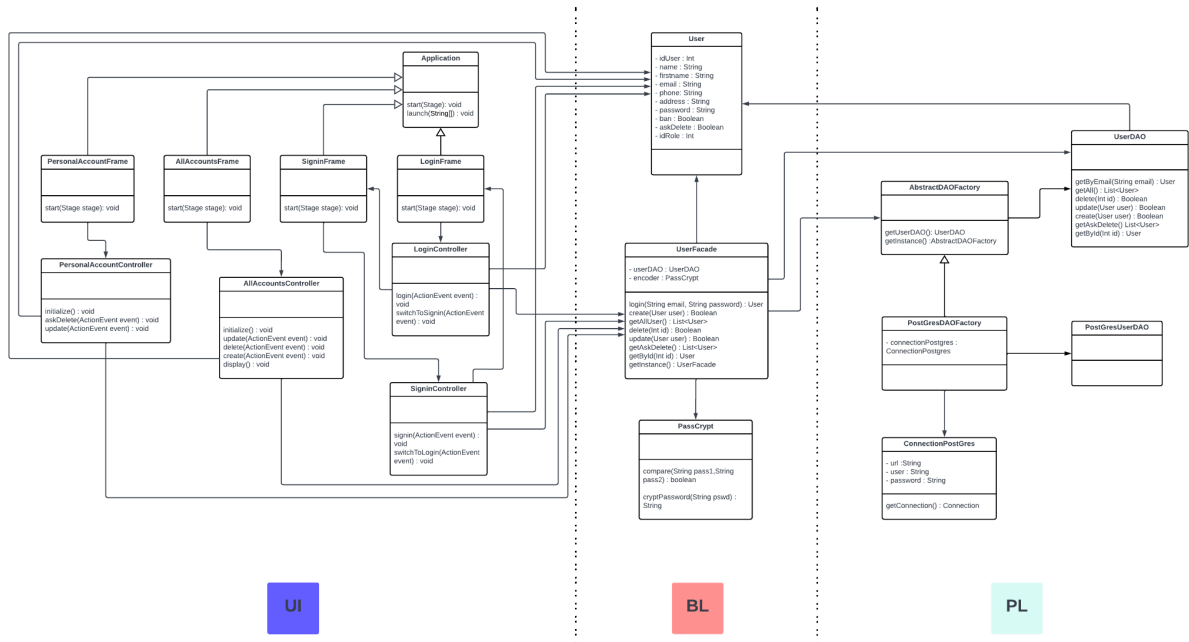 Application
start(Stage): void
launch(String[]) : void
PersonalAccountFrame
start(Stage stage): void
AllAccountsFrame
start(Stage stage): void
SigninFrame
start(Stage stage): void
LoginFrame
start(Stage stage): void
PersonalAccountController
initialize() : void
askDelete(ActionEvent event) : void
update(ActionEvent event) : void
AllAccountsController
initialize() : void
update(ActionEvent event) : void
delete(ActionEvent event) : void
create(ActionEvent event) : void
display() : void
LoginController
login(ActionEvent event) :
void
switchToSignin(ActionEvent
event) : void
SigninController
signin(ActionEvent event) :
void
switchToLogin(ActionEvent
event) : void
User
- idUser : Int
- name : String
- firstname : String
- email : String
- phone: String
- address : String
- password : String
- ban : Boolean
- askDelete : Boolean
- idRole : Int
UserFacade
- userDAO : UserDAO
- encoder : PassCrypt
login(String email, String password) : User
create(User user) : Boolean
getAllUser() : List<User>
delete(Int id) : Boolean
update(User user) : Boolean
getAskDelete() : List<User>
getById(Int id) : User
getInstance() : UserFacade
PassCrypt
compare(String pass1,String
pass2) : boolean
cryptPassword(String pswd) :
String
UserDAO
getByEmail(String email) : User
getAll() : List<User>
delete(Int id) : Boolean
update(User user) : Boolean
create(User user) : Boolean
getAskDelete() List<User>
getById(Int id) : User
AbstractDAOFactory
getUserDAO() : UserDAO
getInstance() :AbstractDAOFactory
PostGresDAOFactory
- connectionPostgres :
ConnectionPostgres
PostGresUserDAO
ConnectionPostGres
- url :String
- user : String
- password : String
getConnection() : Connection
UI
BL
PL